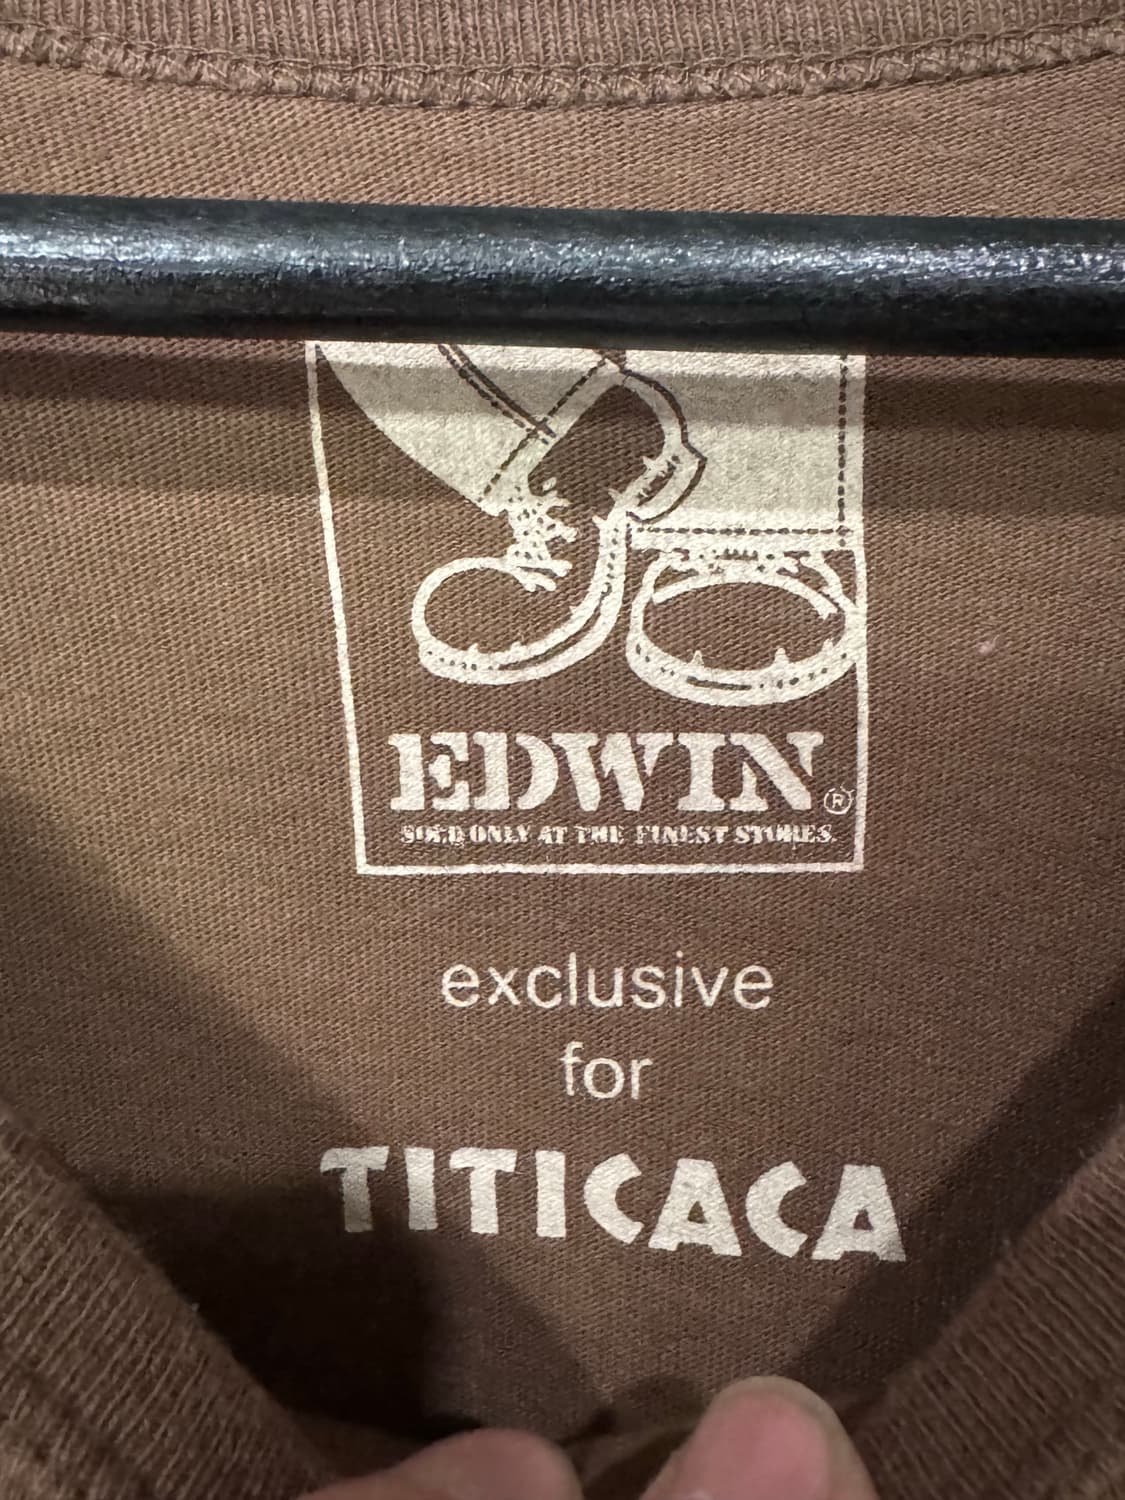 EDWIN®
SOLD ONLY AT THE FINEST STORES.
exclusive
for
TITICACA